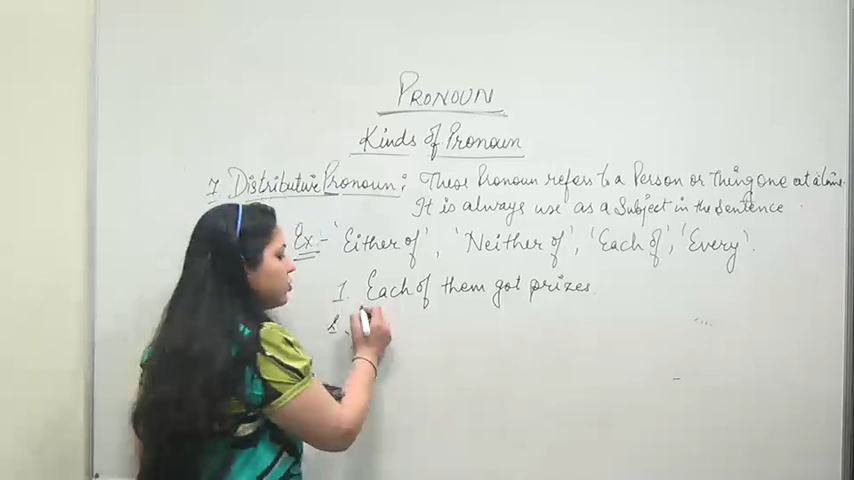 PRONOUN
Kinds of Pronoun
7 Distributive Pronoun: These Pronoun refers to a Person or Thing one at a time.
It is always use as a Subject in the Sentence.
Ex - 'Either of', 'Neither of', 'Each of', 'Every'.
1. Each of them got prizes.